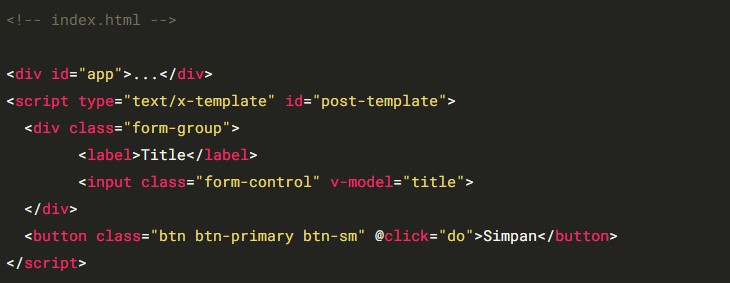 <!-- index.html -->
<div id="app">...</div>
<script type="text/x-template" id="post-template">
<div class="form-group">
<label>Title</label>
<input class="form-control" v-model="title">
</div>
<button class="btn btn-primary btn-sm" @click="do">Simpan</button>
</script>